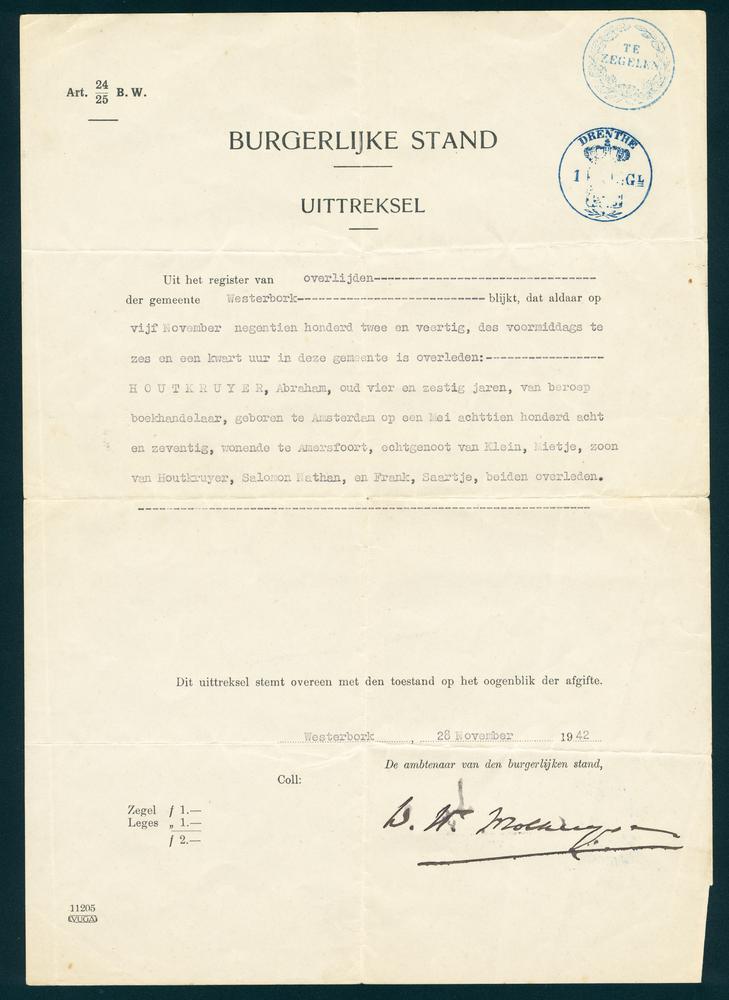 TE
ZEGELEN
Art. 24/25 B. W.
DRENTHE
BURGERLIJKE STAND
UITTREKSEL
Uit het register van overlijden---------------------------------
der gemeente Westerbork---------------------------- blijkt, dat aldaar op
vijf November negentien honderd twee en veertig, des voormiddags te
zes en een kwart uur in deze gemeente is overleden:-----------------
H O U T K R U Y E R, Abraham, oud vier en zestig jaren, van beroep
boekhandelaar, geboren te Amsterdam op een Mei achttien honderd acht
en zeventig, wonende te Amersfoort, echtgenoot van Klein, Mietje, zoon
van Houtkruyer, Salomon Nathan, en Frank, Saartje, beiden overleden.
Dit uittreksel stemt overeen met den toestand op het oogenblik der afgifte.
Westerbork, 28 November 1942
De ambtenaar van den burgerlijken stand,
Coll:
Zegel ƒ 1.—
Leges „ 1.—
ƒ 2.—
11205
VUGA